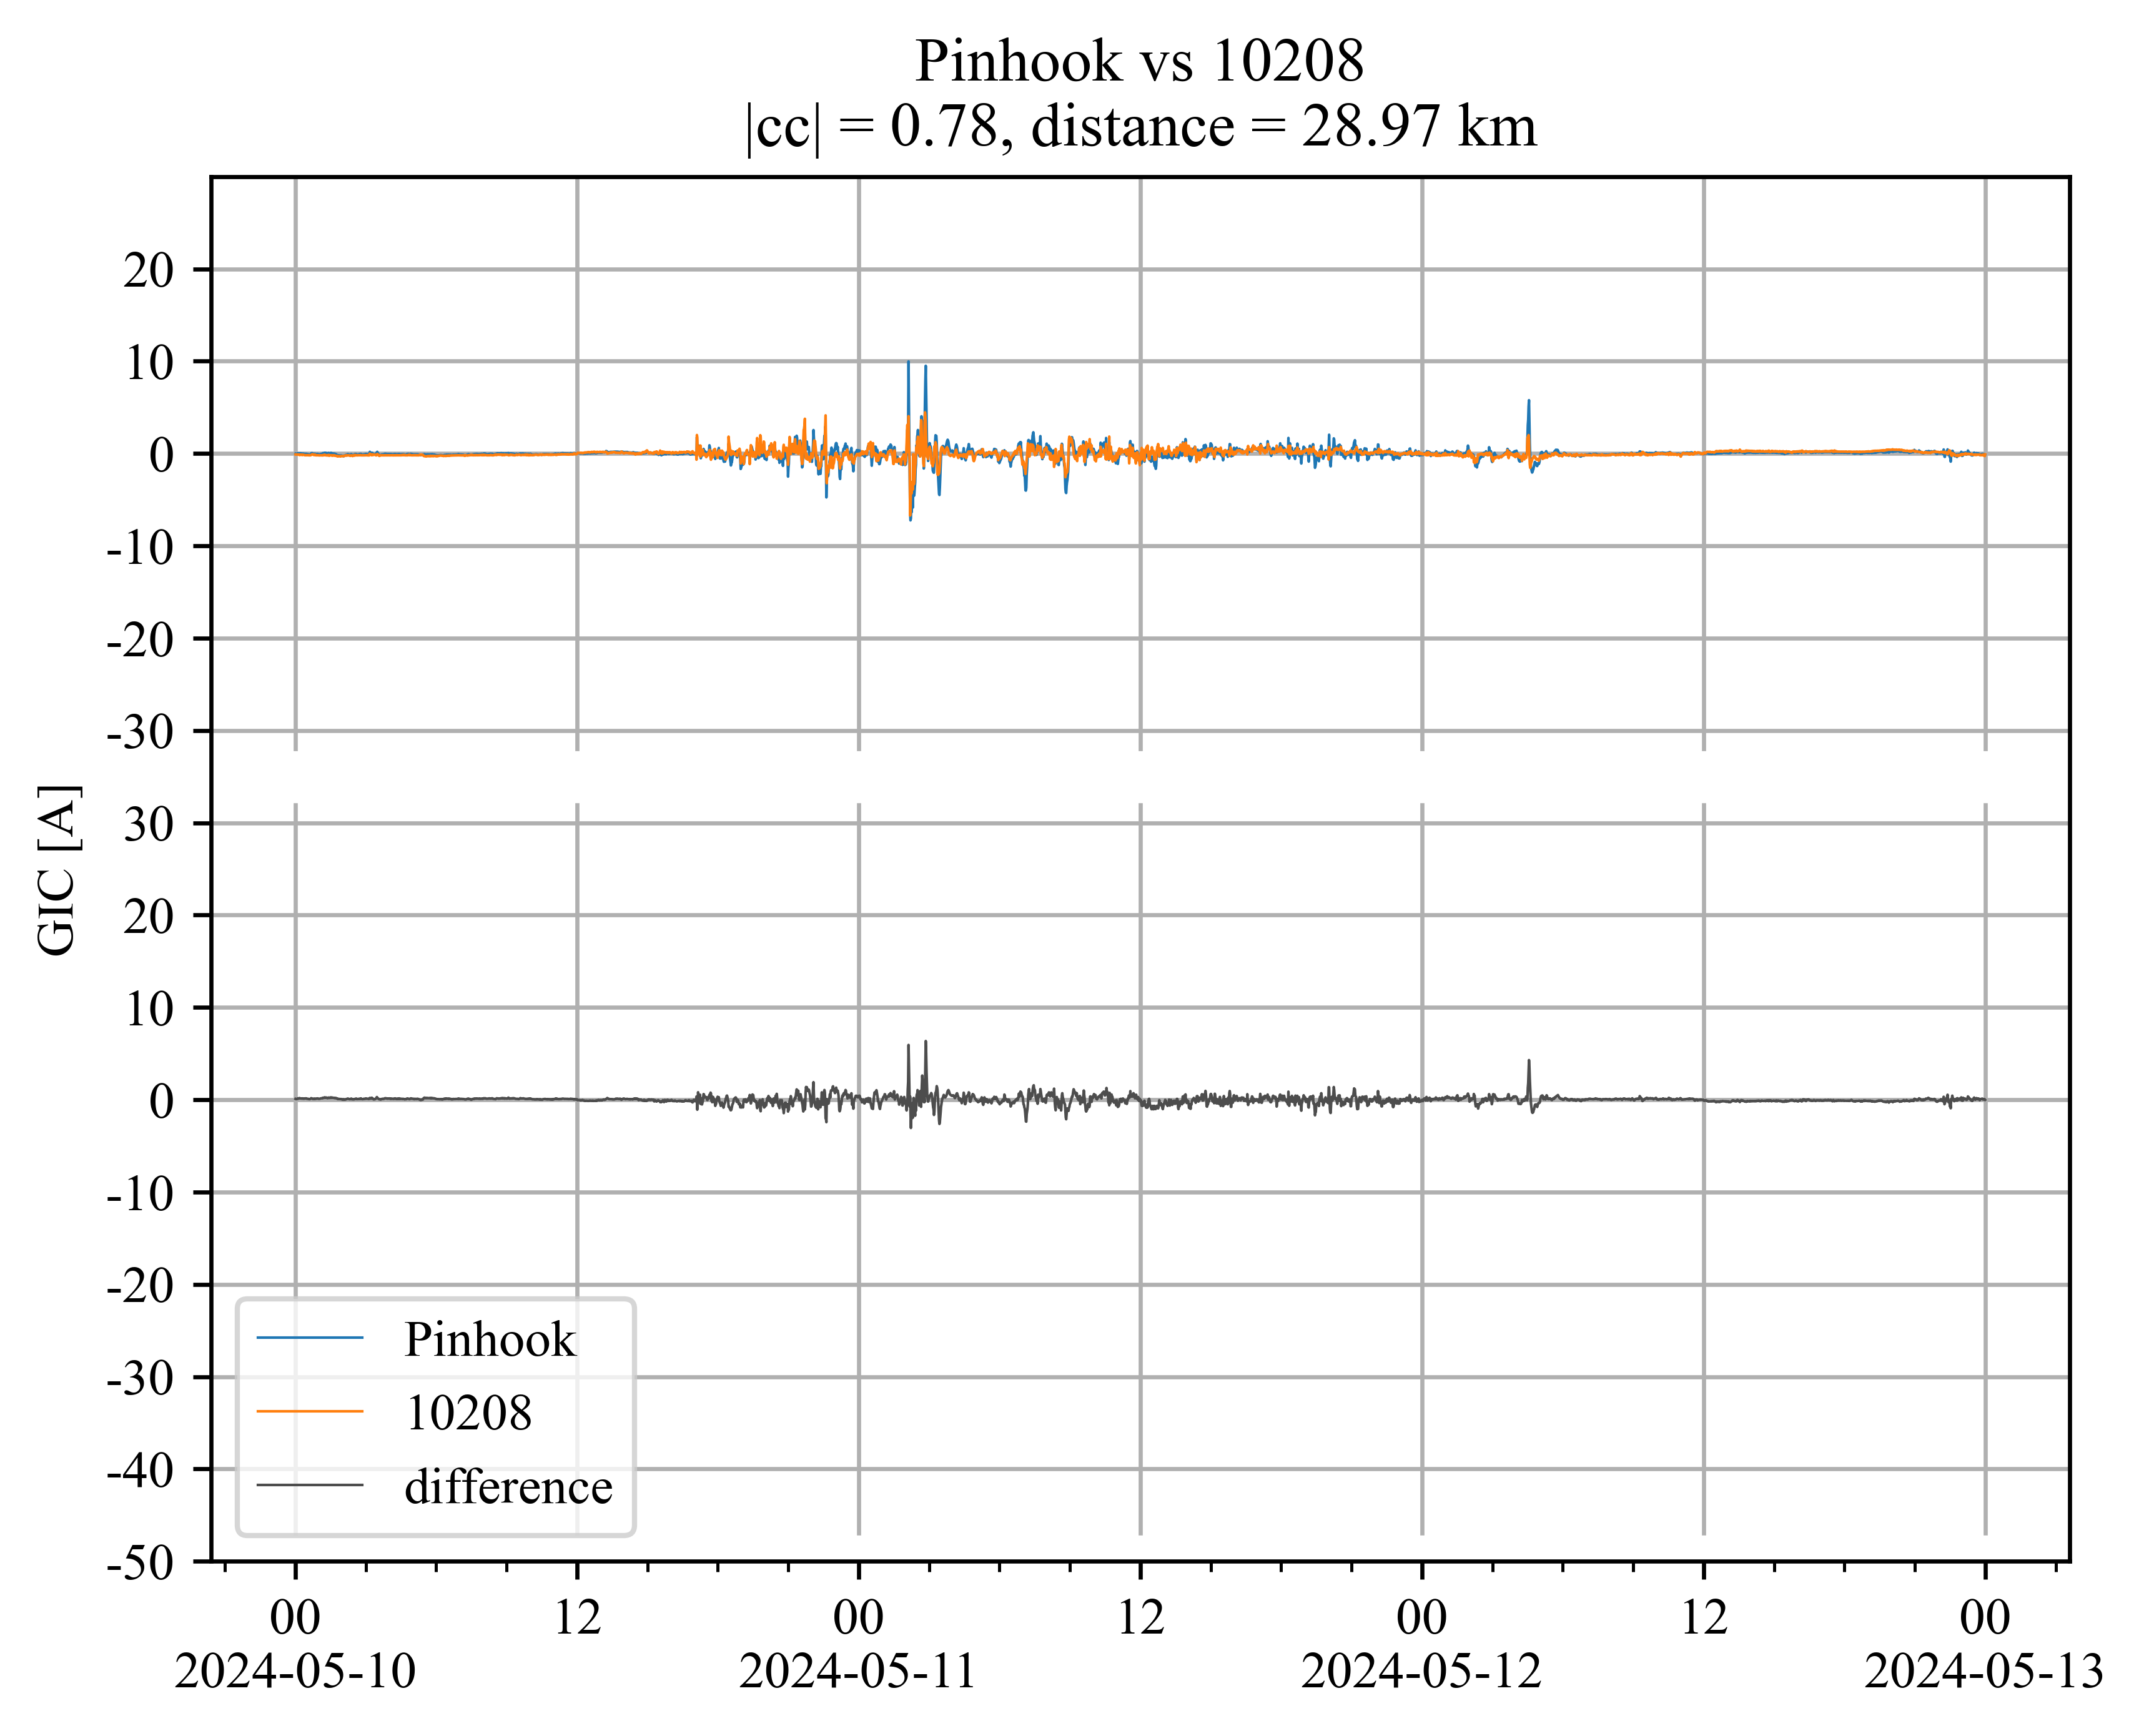 Pinhook vs 10208
|cc| = 0.78, distance = 28.97 km
20
10
0
-10
-20
-30
30
20
10
0
-10
-20
-30
-40
-50
GIC [A]
Pinhook
10208
difference
00 12 00 12 00 12 00
2024-05-10 2024-05-11 2024-05-12 2024-05-13